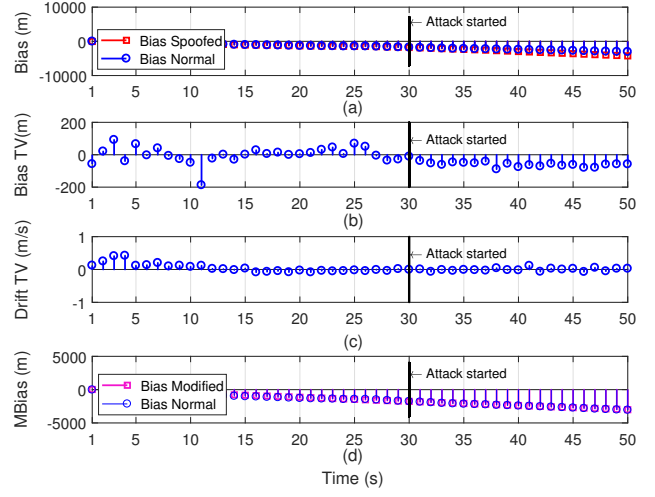 10000
0
-10000
Bias (m)
Bias Spoofed
Bias Normal
← Attack started
1 5 10 15 20 25 30 35 40 45 50
(a)
200
0
-200
Bias TV(m)
← Attack started
1 5 10 15 20 25 30 35 40 45 50
(b)
1
0
-1
Drift TV (m/s)
← Attack started
1 5 10 15 20 25 30 35 40 45 50
(c)
5000
0
-5000
MBias (m)
Bias Modified
Bias Normal
← Attack started
1 5 10 15 20 25 30 35 40 45 50
(d)
Time (s)